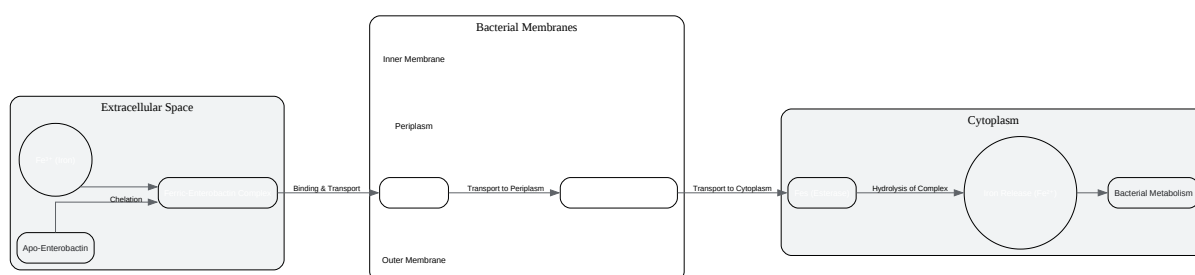 Bacterial Membranes
Inner Membrane
Extracellular Space
Cytoplasm
Periplasm
Binding & Transport
Transport to Periplasm
Transport to Cytoplasm
Hydrolysis of Complex
Bacterial Metabolism
Chelation
Apo-Enterobactin
Outer Membrane